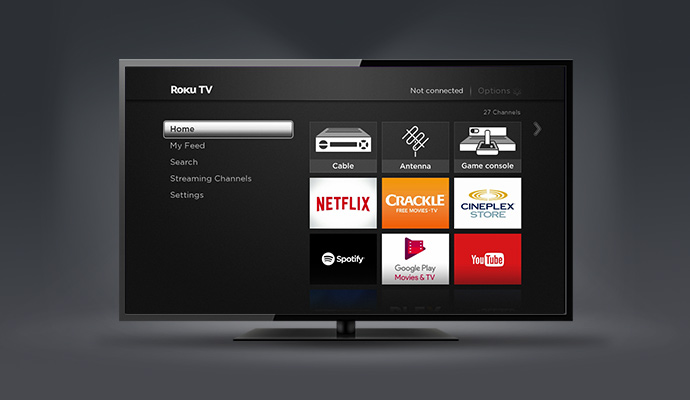 Roku TV
Not connected | Options
27 Channels
Home
My Feed
Search
Streaming Channels
Settings
Cable
Antenna
Game console
NETFLIX
CRACKLE
FREE MOVIES • TV
CINEPLEX
STORE
Spotify
Google Play
Movies & TV
YouTube